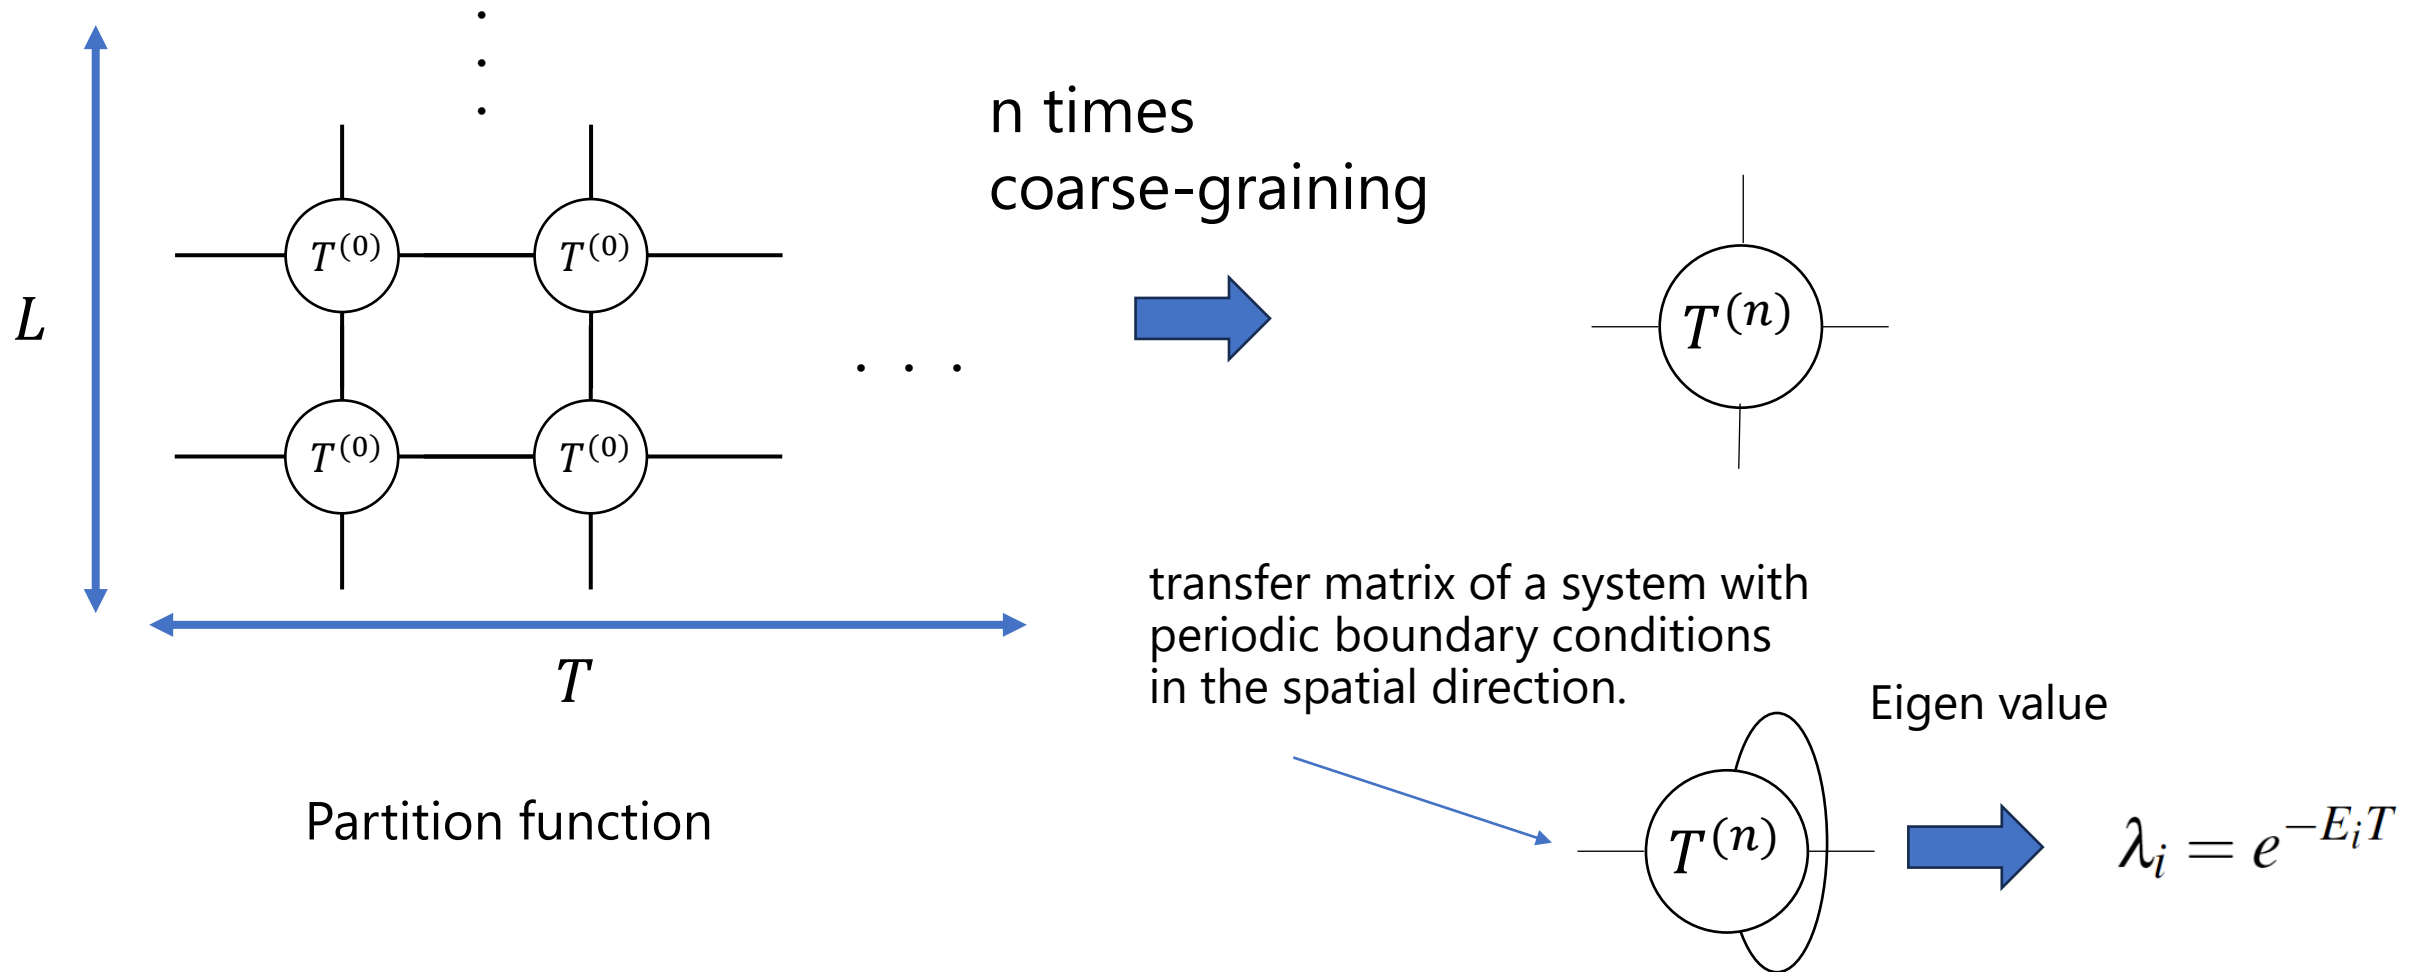 n times
coarse-graining
T^{(0)} T^{(0)}
L
T^{(n)}
. . .
T^{(0)} T^{(0)}
T
Partition function
transfer matrix of a system with
periodic boundary conditions
in the spatial direction.
Eigen value
T^{(n)}
λ_i = e^{-E_i T}